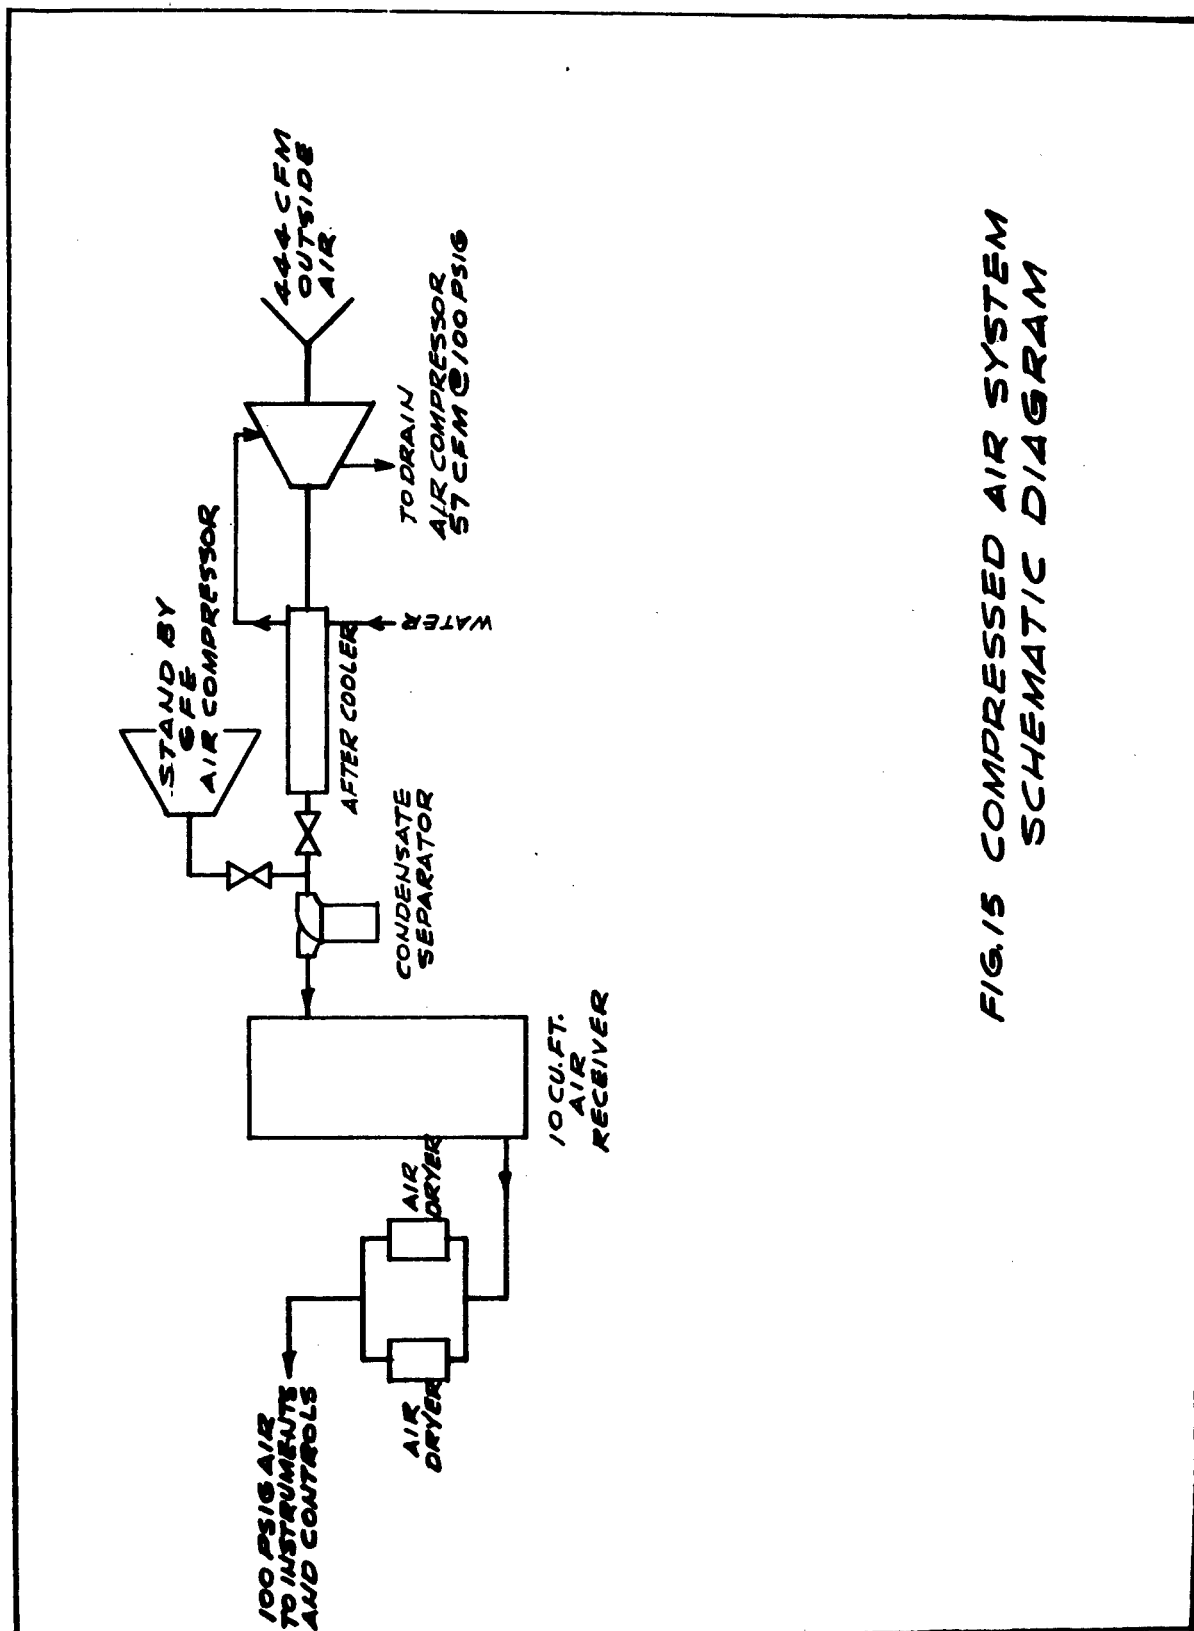 100 PSIG AIR
TO INSTRUMENTS
AND CONTROLS
AIR
DRYER
AIR
DRYER
10 CU. FT.
AIR
RECEIVER
CONDENSATE
SEPARATOR
STAND BY
GFE
AIR COMPRESSOR
AFTER COOLER
WATER
TO DRAIN
AIR COMPRESSOR
57 CFM @ 100 PSIG
444 CFM
OUTSIDE
AIR
FIG. 15 COMPRESSED AIR SYSTEM
SCHEMATIC DIAGRAM